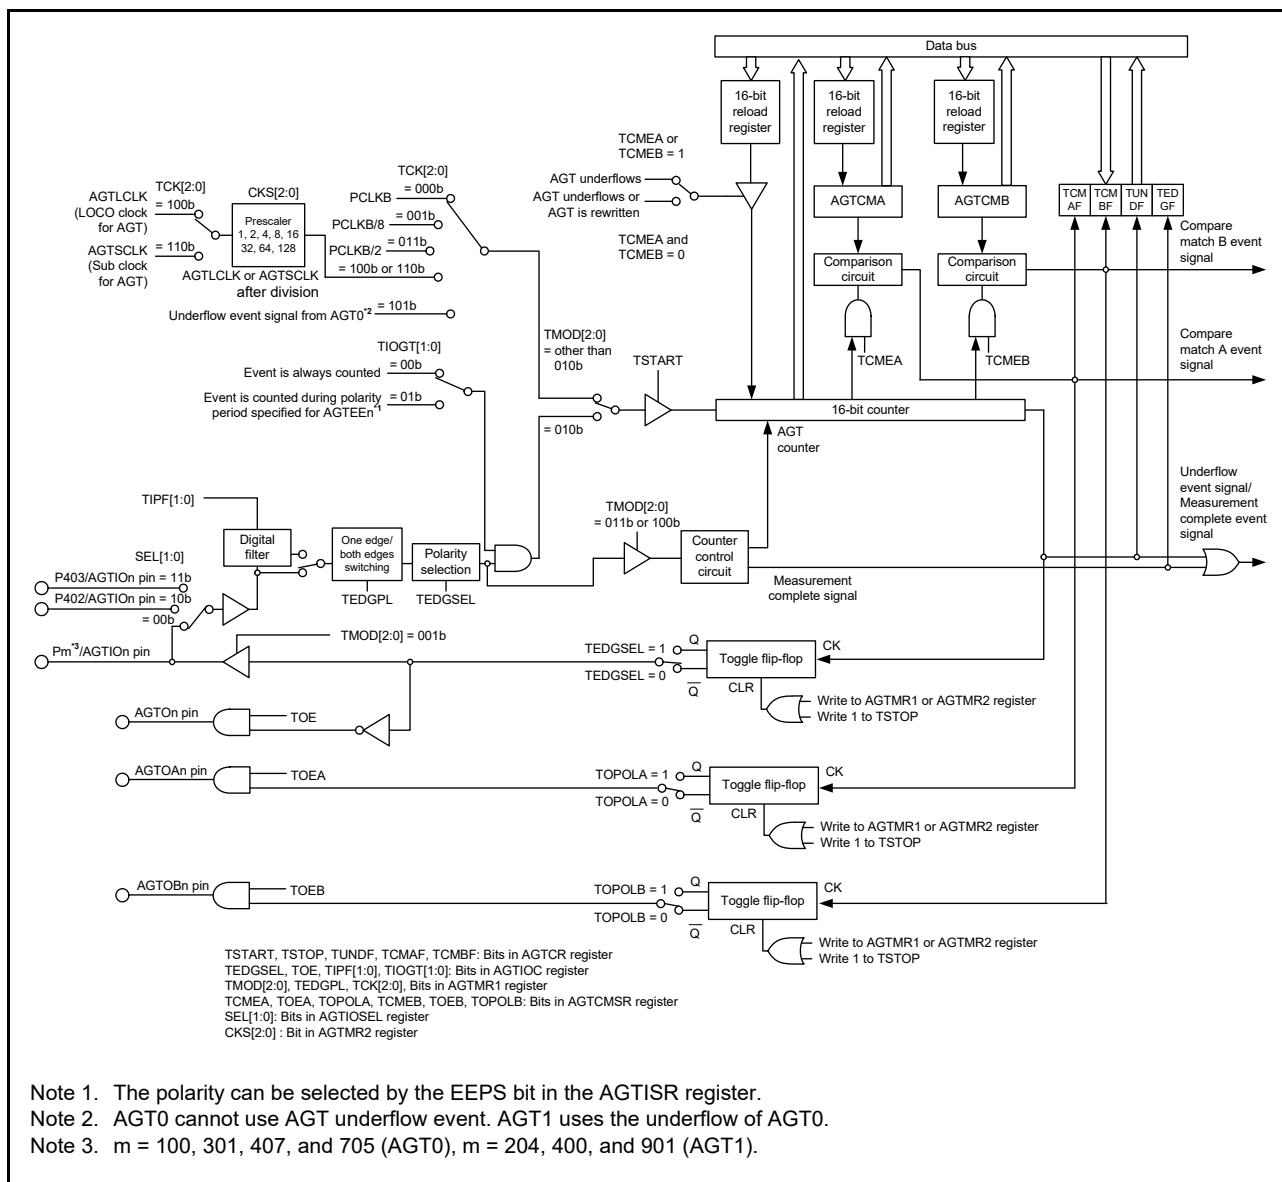 Data bus
16-bit
reload
register
16-bit
reload
register
16-bit
reload
register
TCMEA or
TCMEB = 1
AGT underflows
AGT underflows or
AGT is rewritten
TCMEA and
TCMEB = 0
AGTCMA
AGTCMB
TCM
AF
TCM
BF
TUN
DF
TED
GF
Comparison
circuit
Comparison
circuit
TCMEA
TCMEB
Compare
match B event
signal
Compare
match A event
signal
TCK[2:0]
AGTLCLK
= 100b
(LOCO clock
for AGT)
AGTSCLK
= 110b
(Sub clock
for AGT)
CKS[2:0]
Prescaler
1, 2, 4, 8, 16
32, 64, 128
AGTLCLK or AGTSCLK
after division
TCK[2:0]
= 000b
PCLKB
= 001b
PCLKB/8
= 011b
PCLKB/2
= 100b or 110b
Underflow event signal from AGT0*2 = 101b
TIOGT[1:0]
= 00b
Event is always counted
Event is counted during polarity
period specified for AGTEEn*1
= 01b
TMOD[2:0]
= other than
010b
= 010b
TSTART
16-bit counter
AGT
counter
Underflow
event signal/
Measurement
complete event
signal
TIPF[1:0]
Digital
filter
One edge/
both edges
switching
Polarity
selection
TEDGPL
TEDGSEL
TMOD[2:0]
= 011b or 100b
Counter
control
circuit
Measurement
complete signal
SEL[1:0]
P403/AGTIOn pin = 11b
P402/AGTIOn pin = 10b
= 00b
TMOD[2:0] = 001b
Pm*3/AGTIOn pin
TEDGSEL = 1
TEDGSEL = 0
Q
Q
Toggle flip-flop
CK
CLR
Write to AGTMR1 or AGTMR2 register
Write 1 to TSTOP
AGTOn pin
TOE
AGTOAn pin
TOEA
TOPOLA = 1
TOPOLA = 0
Q
Q
Toggle flip-flop
CK
CLR
Write to AGTMR1 or AGTMR2 register
Write 1 to TSTOP
AGTOBn pin
TOEB
TOPOLB = 1
TOPOLB = 0
Q
Q
Toggle flip-flop
CK
CLR
Write to AGTMR1 or AGTMR2 register
Write 1 to TSTOP
TSTART, TSTOP, TUNDF, TCMAF, TCMBF: Bits in AGTCR register
TEDGSEL, TOE, TIPF[1:0], TIOGT[1:0]: Bits in AGTIOC register
TMOD[2:0], TEDGPL, TCK[2:0], Bits in AGTMR1 register
TCMEA, TOEA, TOPOLA, TCMEB, TOEB, TOPOLB: Bits in AGTCMSR register
SEL[1:0]: Bits in AGTIOSEL register
CKS[2:0] : Bit in AGTMR2 register
Note 1. The polarity can be selected by the EEPS bit in the AGTISR register.
Note 2. AGT0 cannot use AGT underflow event. AGT1 uses the underflow of AGT0.
Note 3. m = 100, 301, 407, and 705 (AGT0), m = 204, 400, and 901 (AGT1).